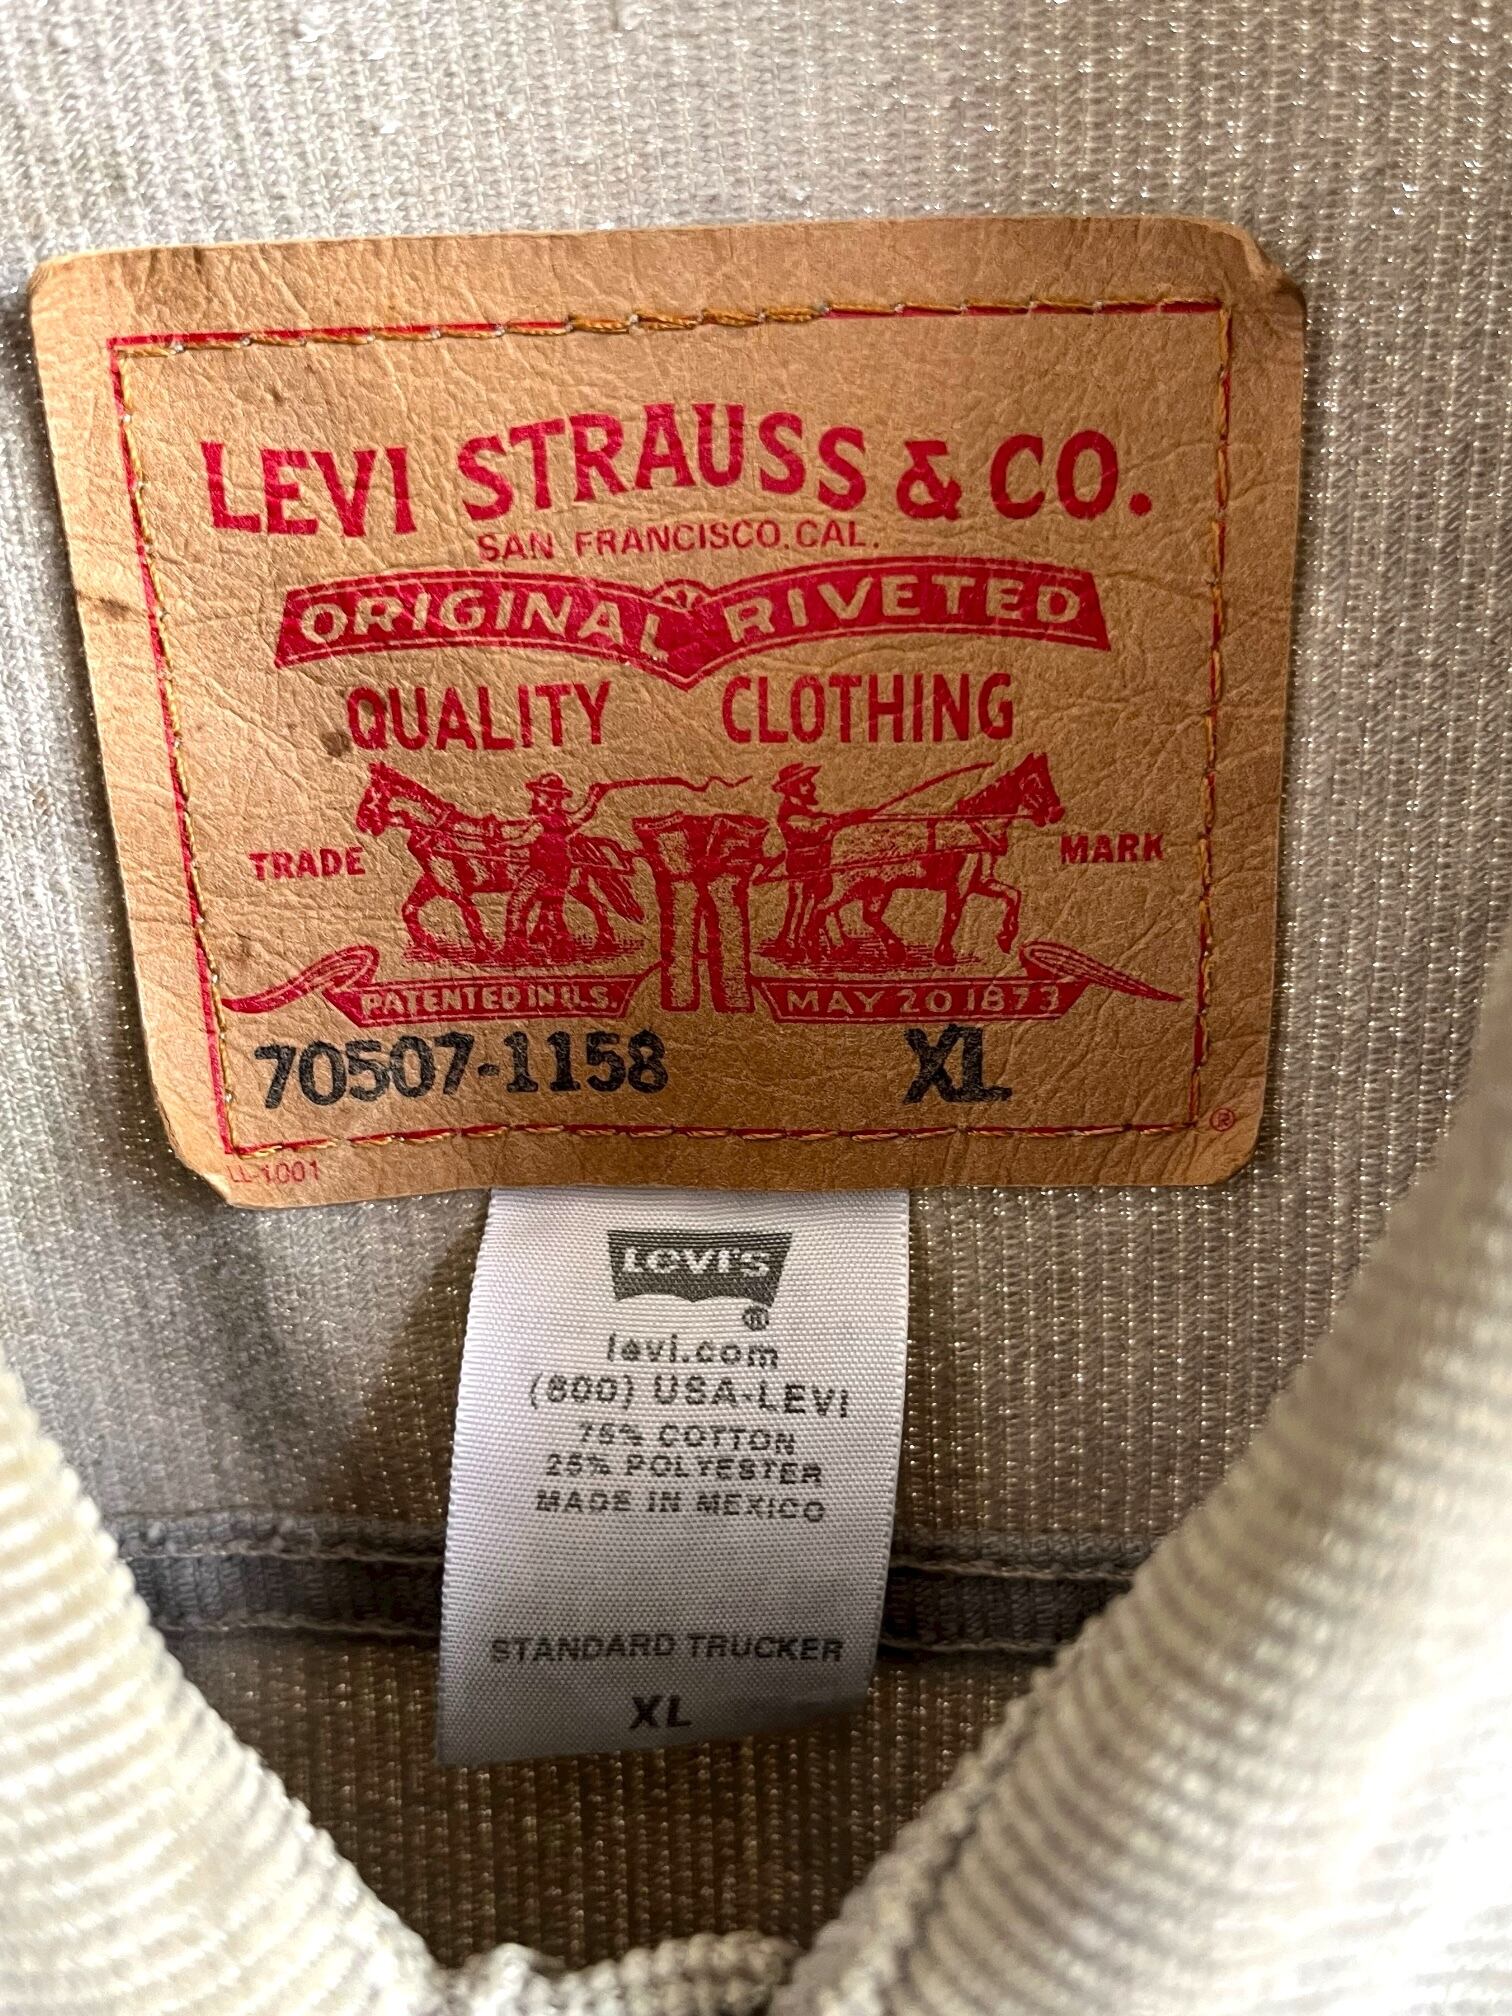 LEVI STRAUSS & CO.
SAN FRANCISCO, CAL.
ORIGINAL RIVETED
QUALITY CLOTHING
TRADE MARK
PATENTED IN U.S. MAY 20 1873
70507-1158 XL
®
LL-1001
LEVI'S
®
levi.com
(800) USA-LEVI
75% COTTON
25% POLYESTER
MADE IN MEXICO
STANDARD TRUCKER
XL